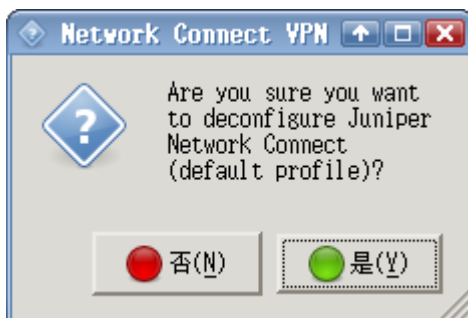 Network Connect VPN
Are you sure you want
to deconfigure Juniper
Network Connect
(default profile)?
否(N)
是(Y)